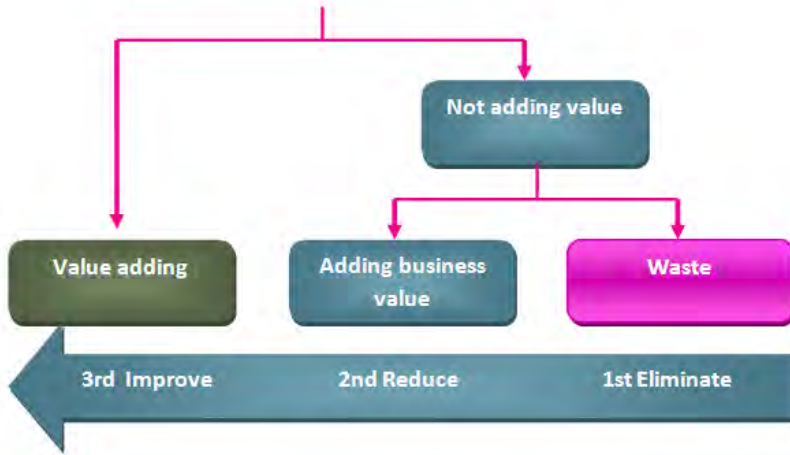 Not adding value
Value adding
Adding business
value
Waste
3rd Improve
2nd Reduce
1st Eliminate